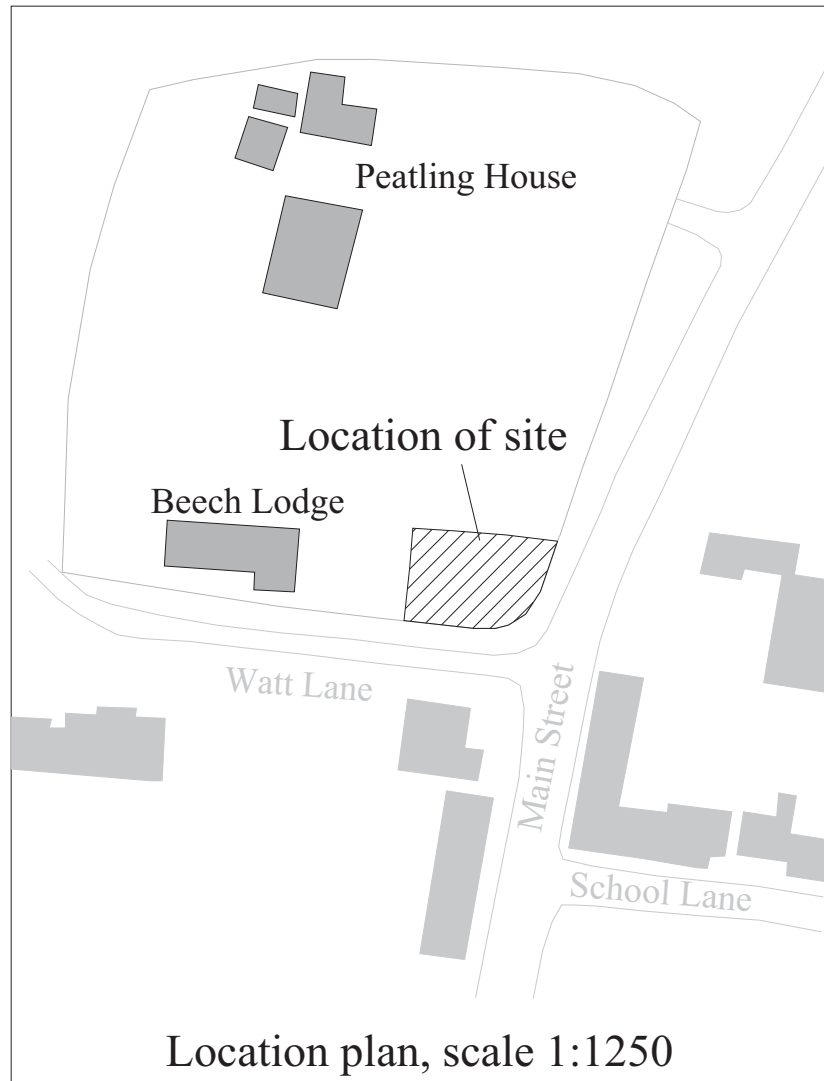 Peatling House
Location of site
Beech Lodge
Watt Lane
Main Street
School Lane
Location plan, scale 1:1250